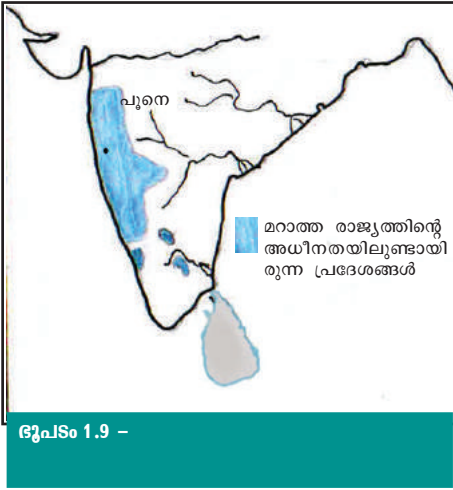 പൂനെ
മറാത്ത രാജ്യത്തിന്റെ
അധീനതയിലുണ്ടായി
രുന്ന പ്രദേശങ്ങൾ
ഭൂപടം 1.9 –